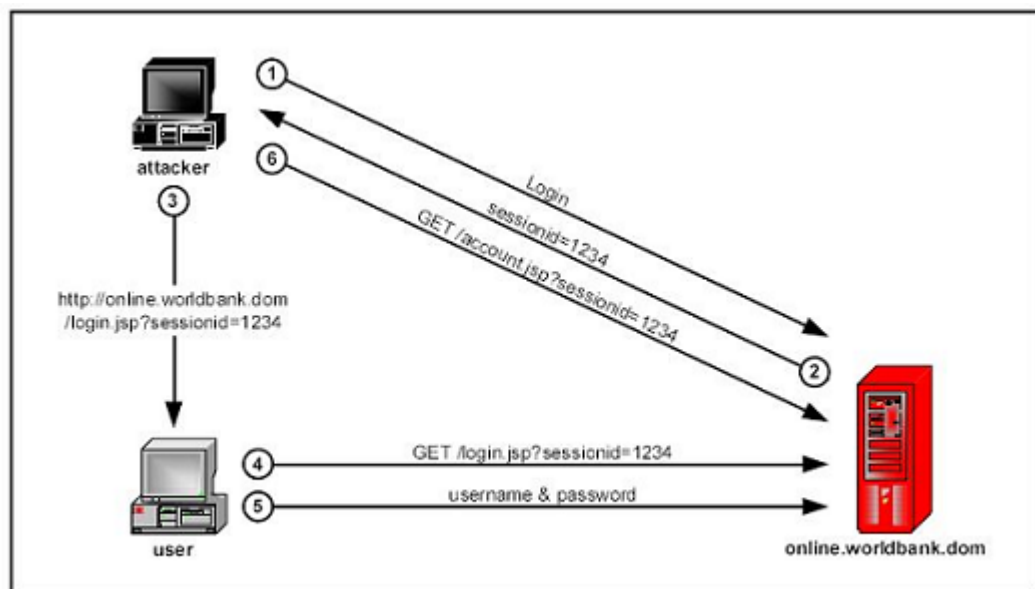 1
attacker
6
3
Login
sessionid=1234
GET /account.jsp?sessionid=1234
http://online.worldbank.dom
/login.jsp?sessionid=1234
2
4
GET /login.jsp?sessionid=1234
5
username & password
user
online.worldbank.dom